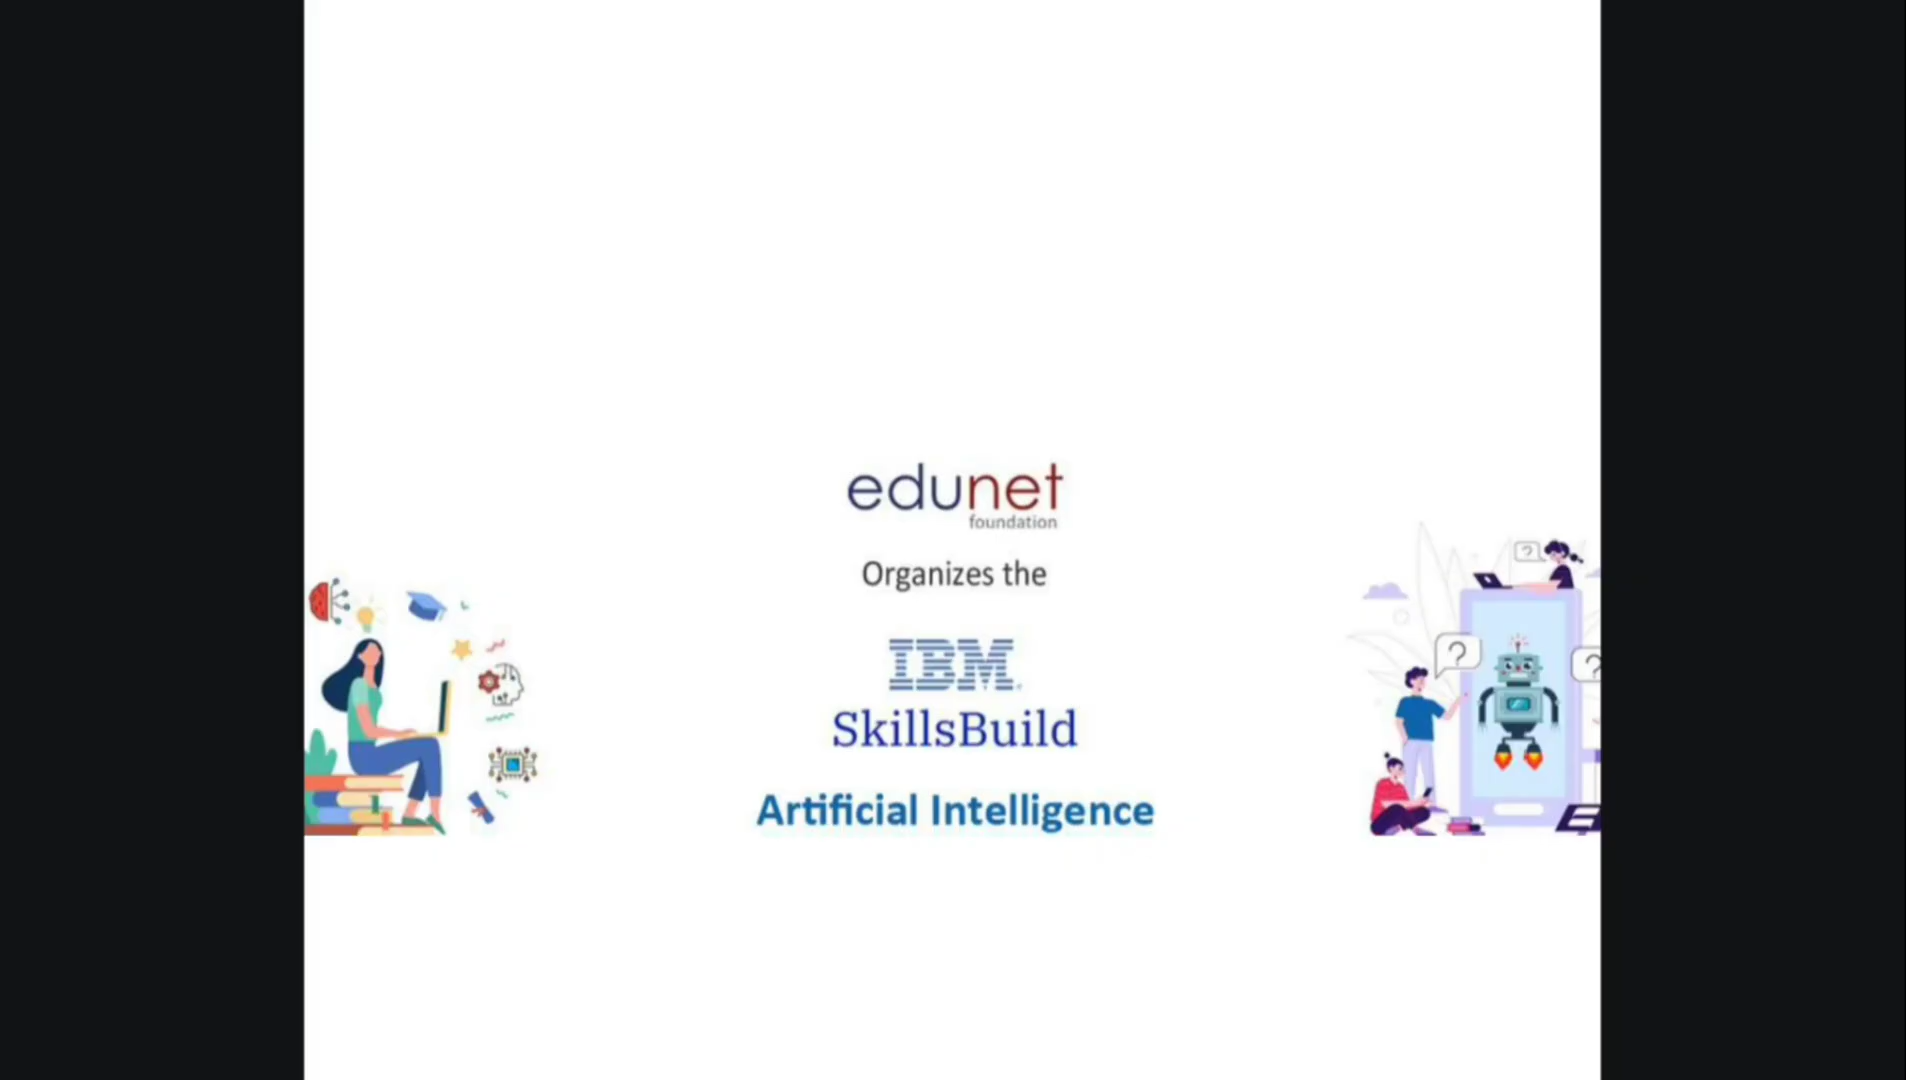 edunet
foundation
Organizes the
IBM
SkillsBuild
Artificial Intelligence
?
?
?